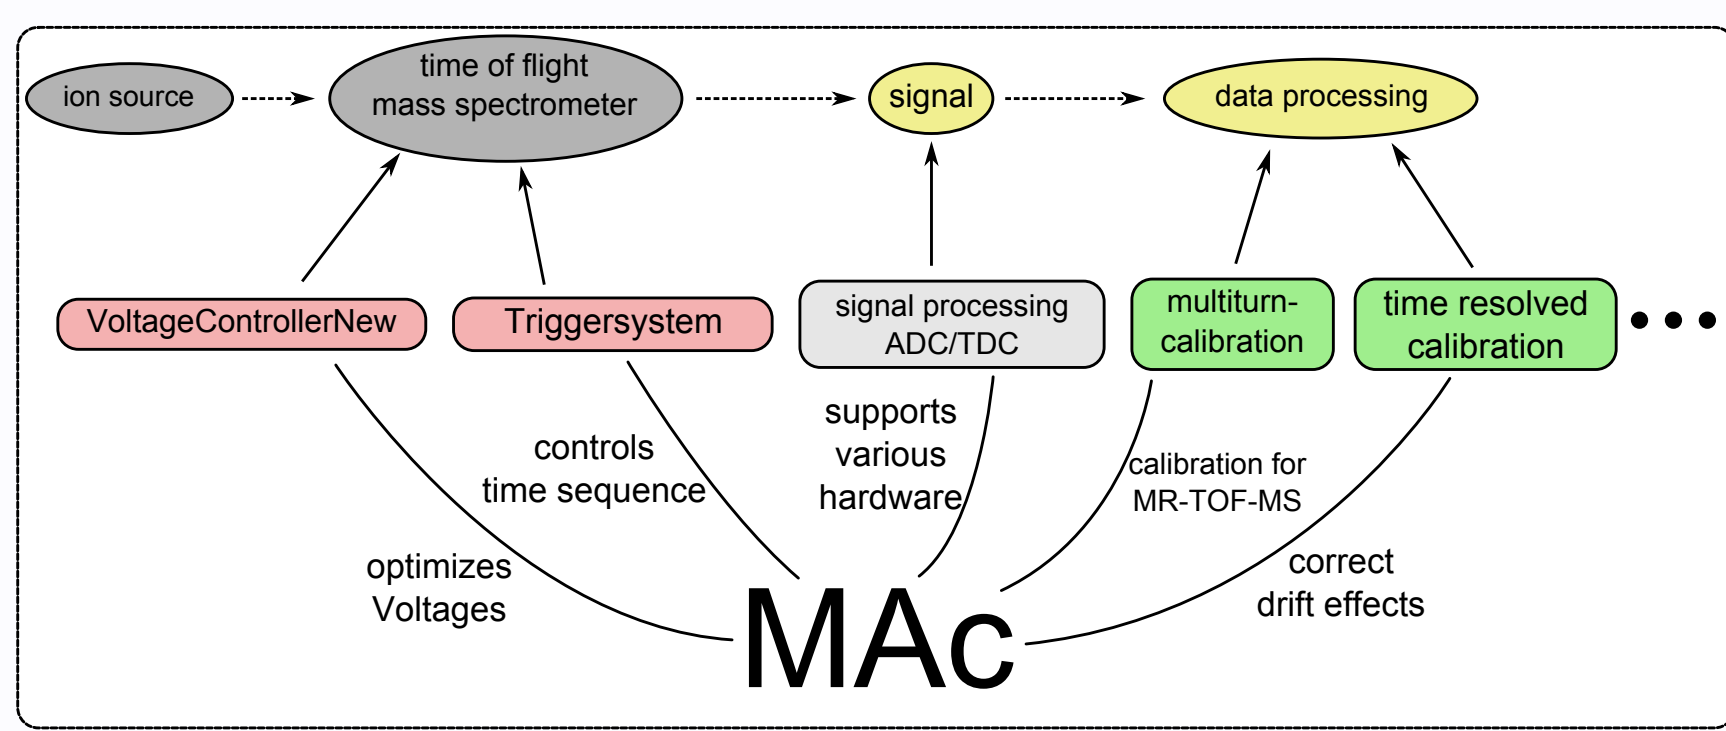 ion source
time of flight
mass spectrometer
signal
data processing
VoltageControllerNew
Triggersystem
signal processing
ADC/TDC
multiturn-
calibration
time resolved
calibration
controls
time sequence
supports
various
hardware
calibration for
MR-TOF-MS
optimizes
Voltages
correct
drift effects
MAc